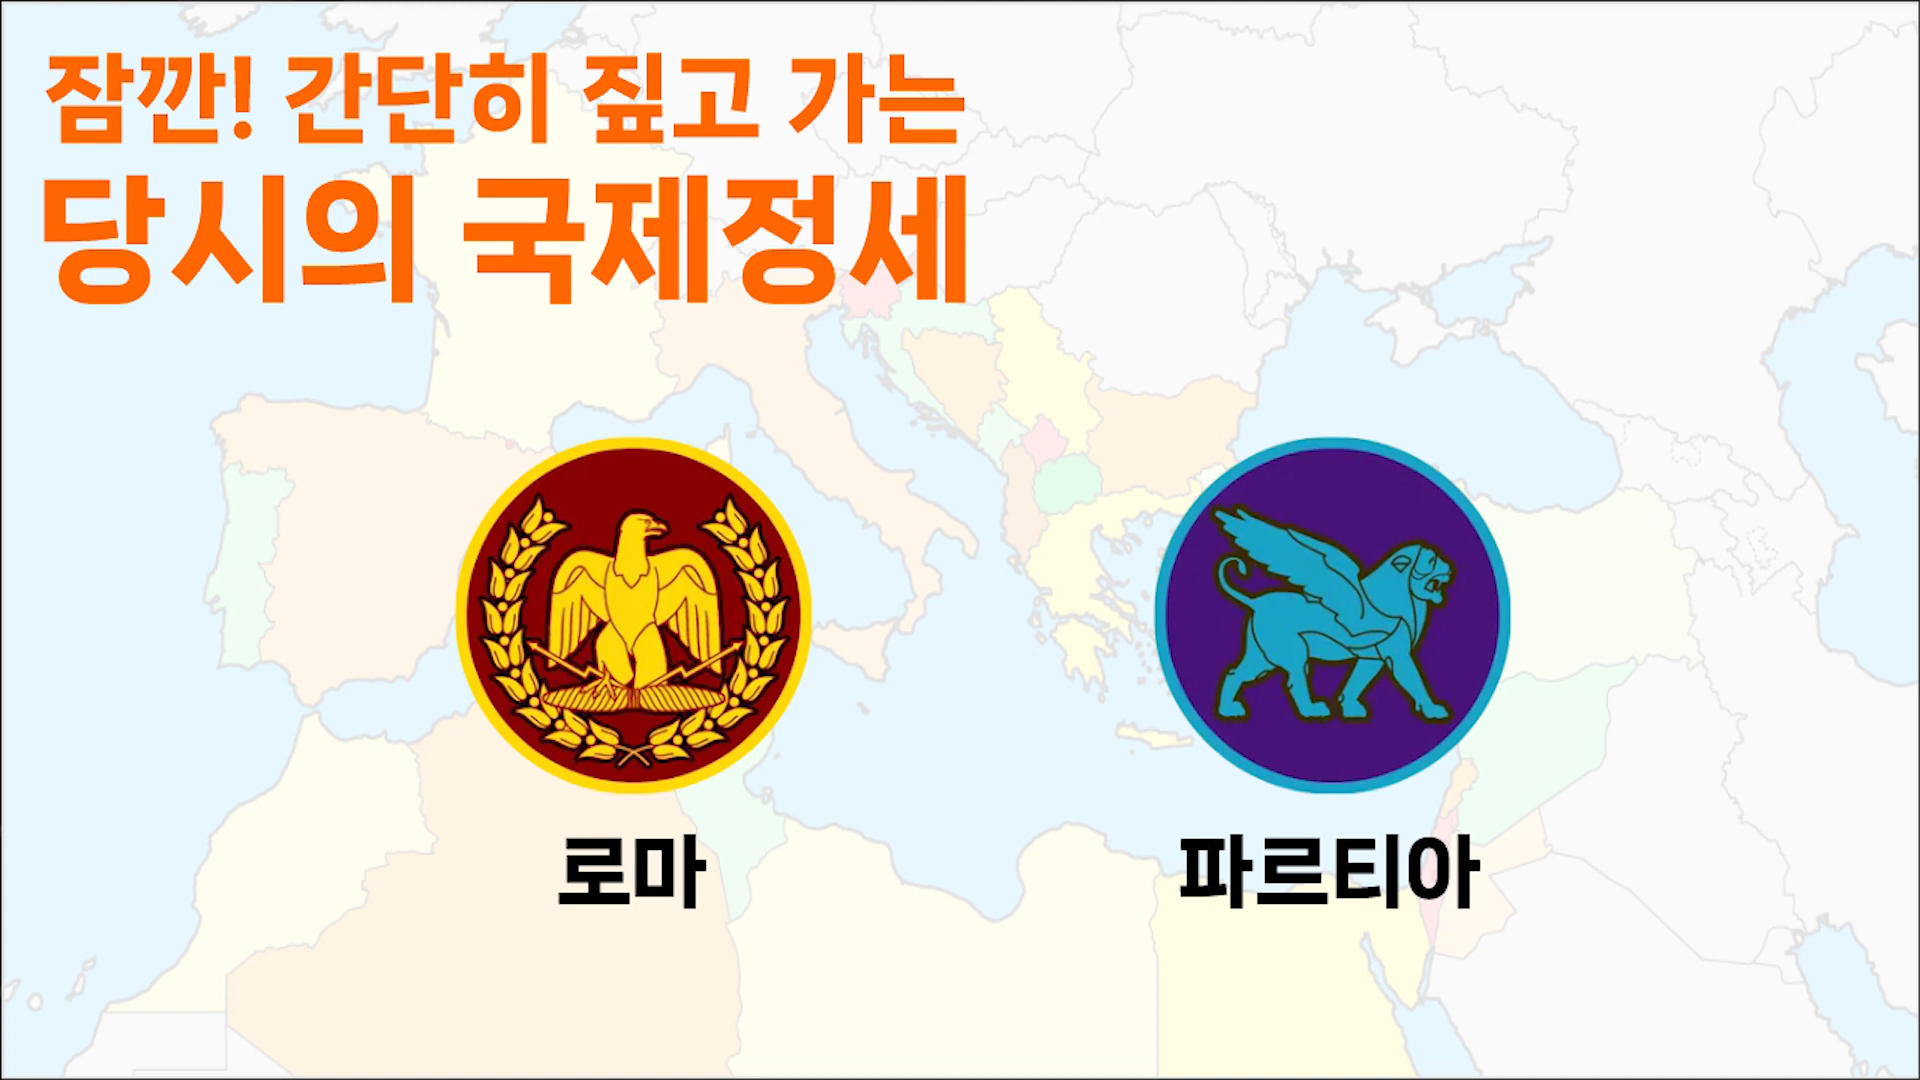 잠깐! 간단히 짚고 가는
당시의 국제정세
로마
파르티아